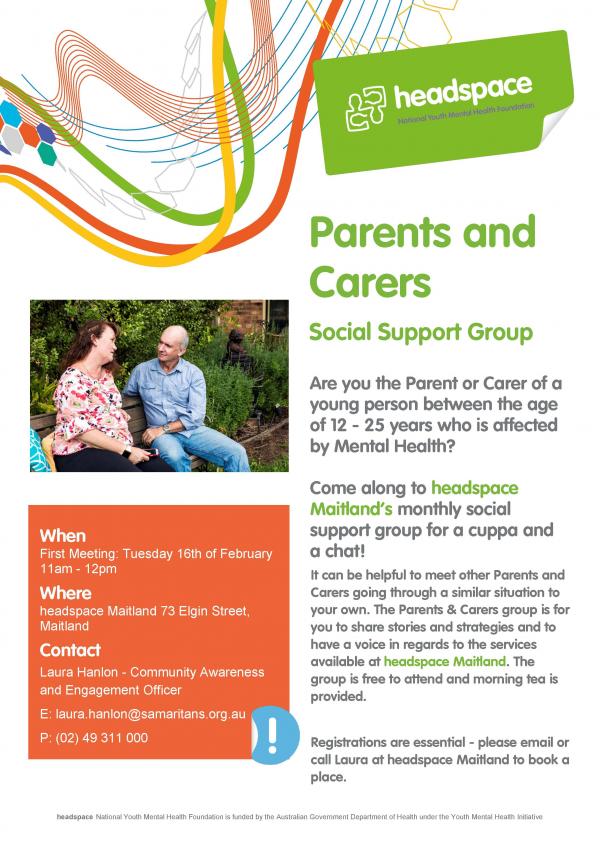 headspace
National Youth Mental Health Foundation
Parents and
Carers
Social Support Group
Are you the Parent or Carer of a
young person between the age
of 12 - 25 years who is affected
by Mental Health?
Come along to headspace
Maitland's monthly social
support group for a cuppa and
a chat!
It can be helpful to meet other Parents and
Carers going through a similar situation to
your own. The Parents & Carers group is for
you to share stories and strategies and to
have a voice in regards to the services
available at headspace Maitland. The
group is free to attend and morning tea is
provided.
Registrations are essential - please email or
call Laura at headspace Maitland to book a
place.
When
First Meeting: Tuesday 16th of February
11am - 12pm
Where
headspace Maitland 73 Elgin Street,
Maitland
Contact
Laura Hanlon - Community Awareness
and Engagement Officer
E: laura.hanlon@samaritans.org.au
P: (02) 49 311 000
!
headspace National Youth Mental Health Foundation is funded by the Australian Government Department of Health under the Youth Mental Health Initiative